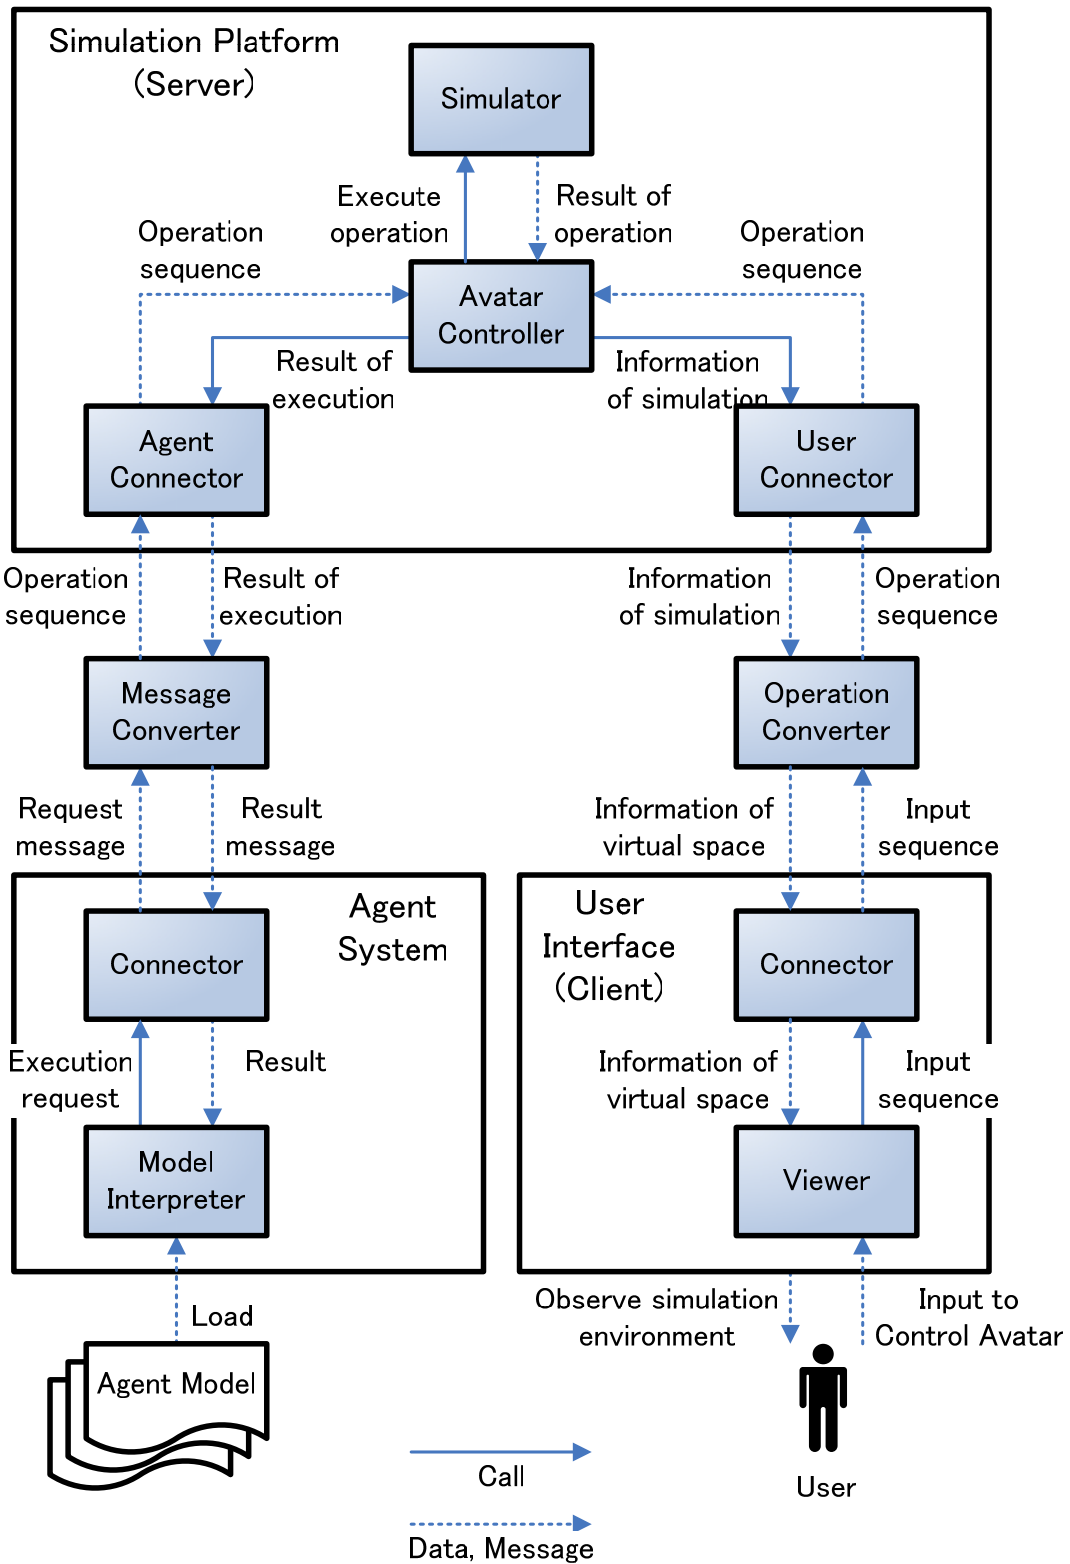 Simulation Platform
(Server)
Simulator
Execute
operation
Result of
operation
Operation
sequence
Operation
sequence
Avatar
Controller
Result of
execution
Information
of simulation
Agent
Connector
User
Connector
Operation
sequence
Result of
execution
Information
of simulation
Operation
sequence
Message
Converter
Operation
Converter
Request
message
Result
message
Information of
virtual space
Input
sequence
Agent
System
User
Interface
(Client)
Connector
Connector
Execution
request
Result
Information of
virtual space
Input
sequence
Model
Interpreter
Viewer
Load
Observe simulation
environment
Input to
Control Avatar
Agent Model
Call
User
Data, Message